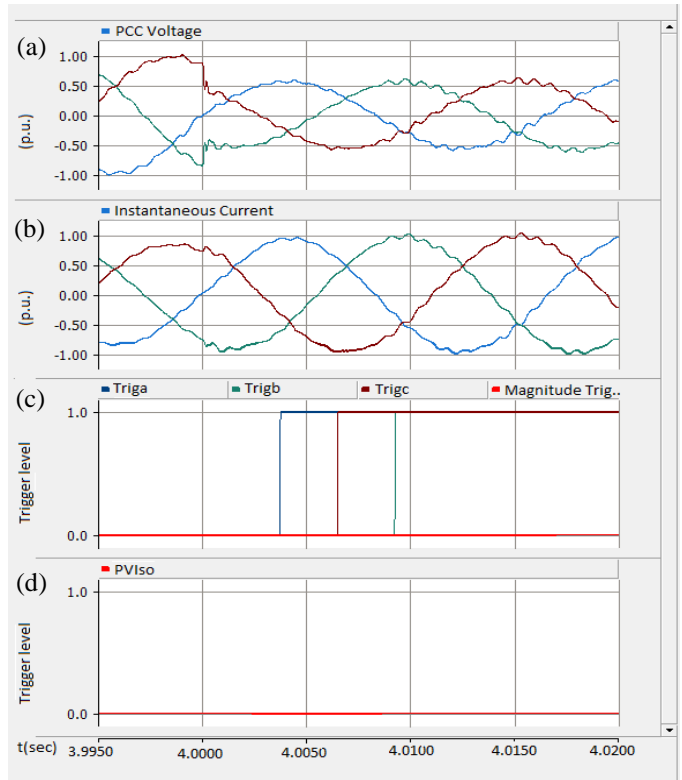 (a)
PCC Voltage
1.00
0.50
0.00
-0.50
-1.00
(p.u.)
(b)
Instantaneous Current
1.00
0.50
0.00
-0.50
-1.00
(p.u.)
(c)
Triga Trigb Trigc Magnitude Trig..
1.0
0.0
Trigger level
(d)
PVIso
1.0
0.0
Trigger level
t(sec) 3.9950 4.0000 4.0050 4.0100 4.0150 4.0200